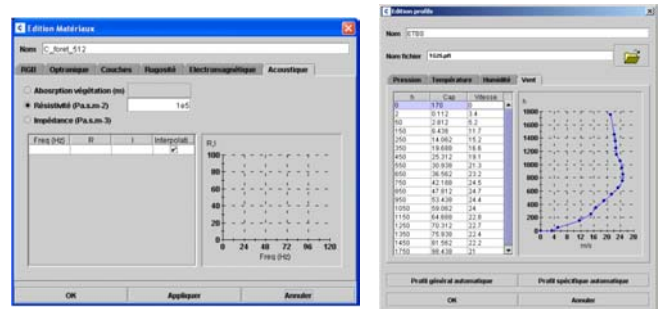 Edition Matériaux
Nom C_foret_512
RGB Optronique Couches Rugosité Electromagnétique Acoustique
Absorption végétation (m)
Résistivité (Pa.s.m-2) 1e5
Impédance (Pa.s.m-3)
Freq (Hz) R I Interpolati...
R,I
100
80
60
40
20
0
0 24 48 72 96 120
Freq (Hz)
OK Appliquer Annuler
Edition profils
Nom ETB8
Nom fichier
Pression Température Humidité Vent
h Cap Vitesse
0 170 0
2 0.112 3.4
50 2.812 5.2
150 8.438 11.7
250 14.062 15.2
350 19.688 16.6
450 25.312 19.1
550 30.938 21.3
650 36.562 23.2
750 42.188 24.5
850 47.812 24.7
950 53.438 24.4
1050 59.062 24
1150 64.688 22.8
1250 70.312 22.7
1350 75.938 22.4
1450 81.562 22.2
1750 98.438 21
h
1800
1600
1400
1200
1000
800
600
400
200
0 4 8 12 16 20 24 28
m/s
Profil général automatique Profil spécifique automatique
OK Annuler